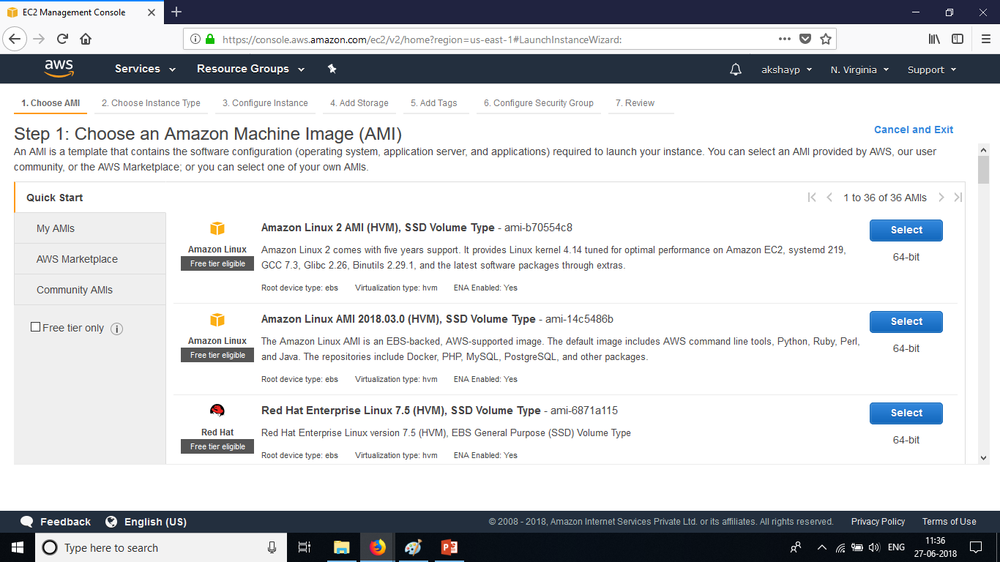 EC2 Management Console
https://console.aws.amazon.com/ec2/v2/home?region=us-east-1#LaunchInstanceWizard:
aws Services Resource Groups akshayp N. Virginia Support
1. Choose AMI 2. Choose Instance Type 3. Configure Instance 4. Add Storage 5. Add Tags 6. Configure Security Group 7. Review
Step 1: Choose an Amazon Machine Image (AMI)
Cancel and Exit
An AMI is a template that contains the software configuration (operating system, application server, and applications) required to launch your instance. You can select an AMI provided by AWS, our user
community, or the AWS Marketplace; or you can select one of your own AMIs.
Quick Start
1 to 36 of 36 AMIs
My AMIs
AWS Marketplace
Community AMIs
Free tier only
Amazon Linux
Free tier eligible
Amazon Linux 2 AMI (HVM), SSD Volume Type - ami-b70554c8
Amazon Linux 2 comes with five years support. It provides Linux kernel 4.14 tuned for optimal performance on Amazon EC2, systemd 219,
GCC 7.3, Glibc 2.26, Binutils 2.29.1, and the latest software packages through extras.
Root device type: ebs Virtualization type: hvm ENA Enabled: Yes
Select
64-bit
Amazon Linux
Free tier eligible
Amazon Linux AMI 2018.03.0 (HVM), SSD Volume Type - ami-14c5486b
The Amazon Linux AMI is an EBS-backed, AWS-supported image. The default image includes AWS command line tools, Python, Ruby, Perl,
and Java. The repositories include Docker, PHP, MySQL, PostgreSQL, and other packages.
Root device type: ebs Virtualization type: hvm ENA Enabled: Yes
Select
64-bit
Red Hat
Free tier eligible
Red Hat Enterprise Linux 7.5 (HVM), SSD Volume Type - ami-6871a115
Red Hat Enterprise Linux version 7.5 (HVM), EBS General Purpose (SSD) Volume Type
Root device type: ebs Virtualization type: hvm ENA Enabled: Yes
Select
64-bit
Feedback English (US)
© 2008 - 2018, Amazon Internet Services Private Ltd. or its affiliates. All rights reserved. Privacy Policy Terms of Use
Type here to search
ENG
11:36
27-06-2018